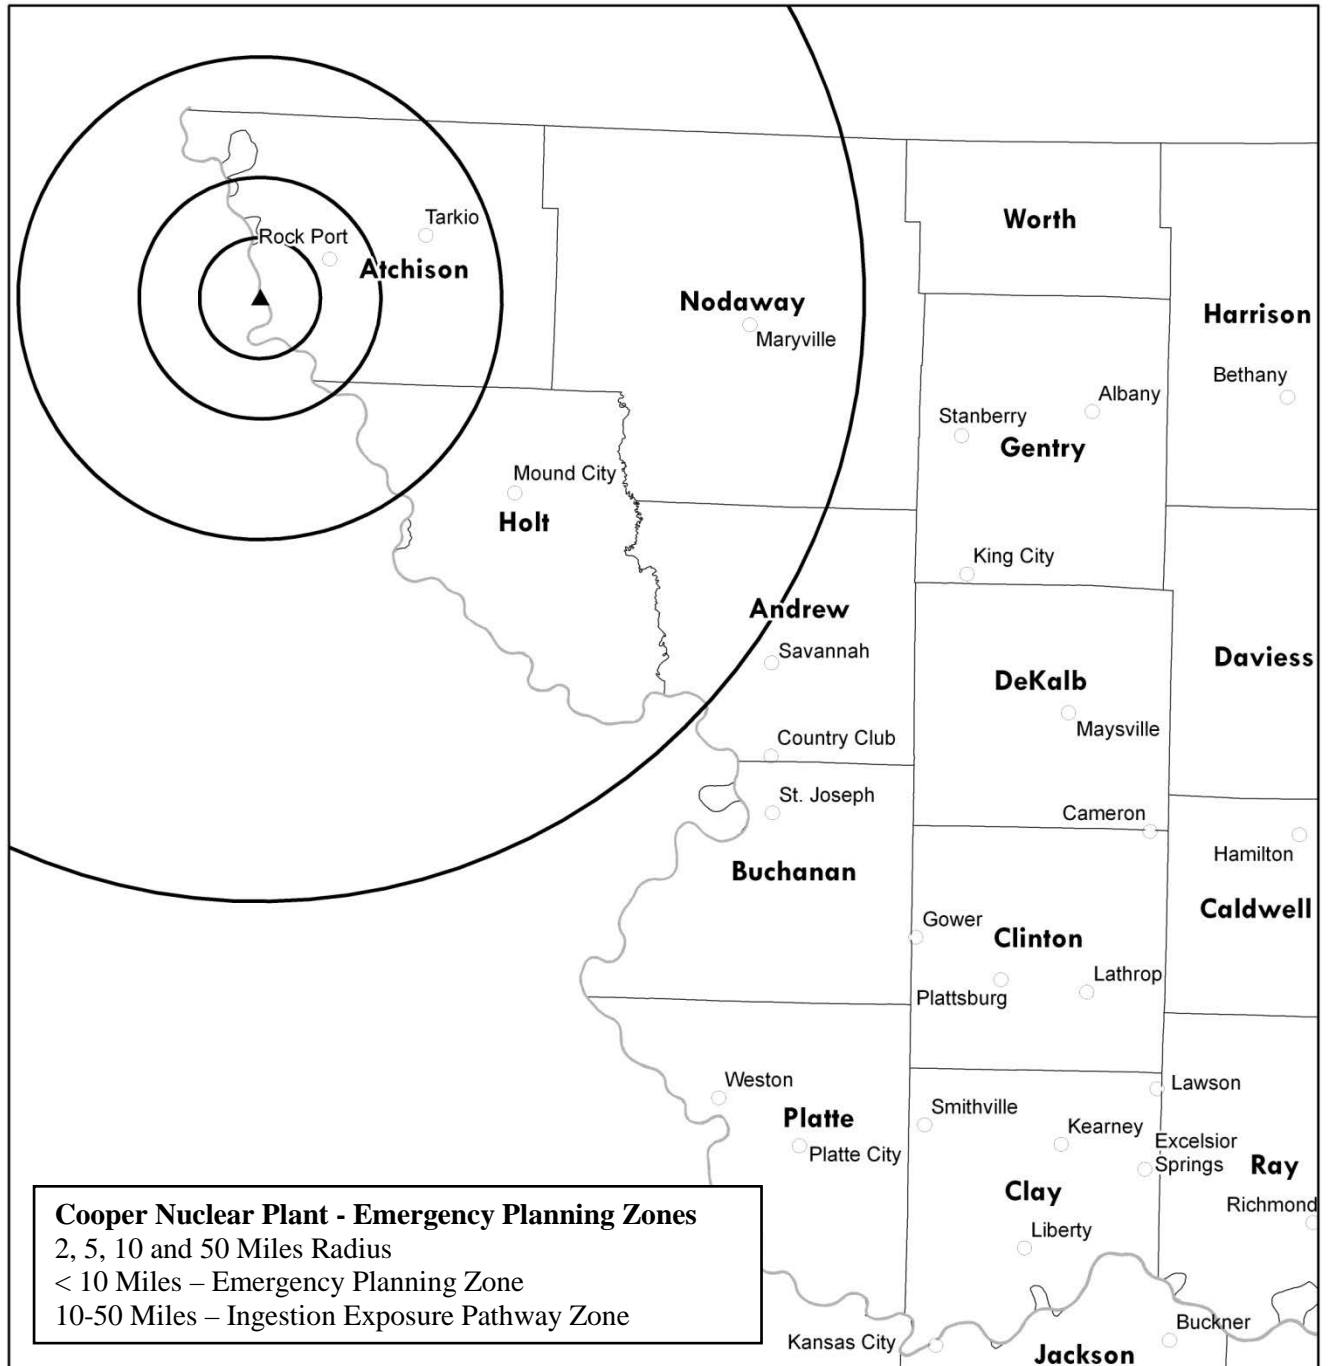 Worth
Tarkio
Rock Port
Atchison
Nodaway
Harrison
Maryville
Bethany
Albany
Stanberry
Gentry
Mound City
Holt
King City
Andrew
Savannah
Daviess
DeKalb
Maysville
Country Club
St. Joseph
Cameron
Hamilton
Buchanan
Caldwell
Gower
Clinton
Lathrop
Plattsburg
Weston
Lawson
Smithville
Platte
Kearney
Excelsior
Springs
Platte City
Ray
Clay
Richmond
Liberty
Cooper Nuclear Plant - Emergency Planning Zones
2, 5, 10 and 50 Miles Radius
< 10 Miles – Emergency Planning Zone
10-50 Miles – Ingestion Exposure Pathway Zone
Buckner
Kansas City
Jackson